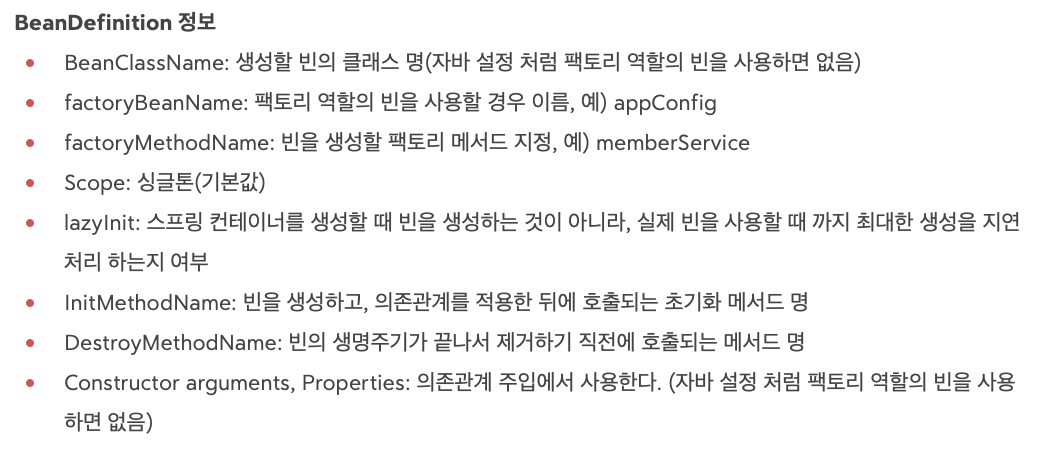 BeanDefinition 정보
• BeanClassName: 생성할 빈의 클래스 명(자바 설정 처럼 팩토리 역할의 빈을 사용하면 없음)
• factoryBeanName: 팩토리 역할의 빈을 사용할 경우 이름, 예) appConfig
• factoryMethodName: 빈을 생성할 팩토리 메서드 지정, 예) memberService
• Scope: 싱글톤(기본값)
• lazyInit: 스프링 컨테이너를 생성할 때 빈을 생성하는 것이 아니라, 실제 빈을 사용할 때 까지 최대한 생성을 지연
처리 하는지 여부
• InitMethodName: 빈을 생성하고, 의존관계를 적용한 뒤에 호출되는 초기화 메서드 명
• DestroyMethodName: 빈의 생명주기가 끝나서 제거하기 직전에 호출되는 메서드 명
• Constructor arguments, Properties: 의존관계 주입에서 사용한다. (자바 설정 처럼 팩토리 역할의 빈을 사용
하면 없음)